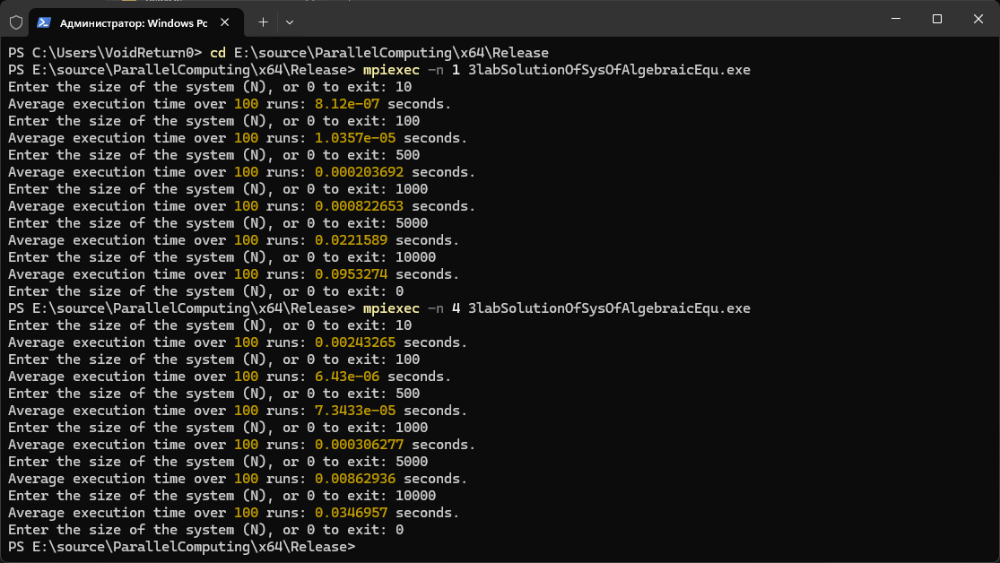 Администратор: Windows Pc
PS C:\Users\VoidReturn0> cd E:\source\ParallelComputing\x64\Release
PS E:\source\ParallelComputing\x64\Release> mpiexec -n 1 3labSolutionOfSysOfAlgebraicEqu.exe
Enter the size of the system (N), or 0 to exit: 10
Average execution time over 100 runs: 8.12e-07 seconds.
Enter the size of the system (N), or 0 to exit: 100
Average execution time over 100 runs: 1.0357e-05 seconds.
Enter the size of the system (N), or 0 to exit: 500
Average execution time over 100 runs: 0.000203692 seconds.
Enter the size of the system (N), or 0 to exit: 1000
Average execution time over 100 runs: 0.000822653 seconds.
Enter the size of the system (N), or 0 to exit: 5000
Average execution time over 100 runs: 0.0221589 seconds.
Enter the size of the system (N), or 0 to exit: 10000
Average execution time over 100 runs: 0.0953274 seconds.
Enter the size of the system (N), or 0 to exit: 0
PS E:\source\ParallelComputing\x64\Release> mpiexec -n 4 3labSolutionOfSysOfAlgebraicEqu.exe
Enter the size of the system (N), or 0 to exit: 10
Average execution time over 100 runs: 0.00243265 seconds.
Enter the size of the system (N), or 0 to exit: 100
Average execution time over 100 runs: 6.43e-06 seconds.
Enter the size of the system (N), or 0 to exit: 500
Average execution time over 100 runs: 7.3433e-05 seconds.
Enter the size of the system (N), or 0 to exit: 1000
Average execution time over 100 runs: 0.000306277 seconds.
Enter the size of the system (N), or 0 to exit: 5000
Average execution time over 100 runs: 0.00862936 seconds.
Enter the size of the system (N), or 0 to exit: 10000
Average execution time over 100 runs: 0.0346957 seconds.
Enter the size of the system (N), or 0 to exit: 0
PS E:\source\ParallelComputing\x64\Release>